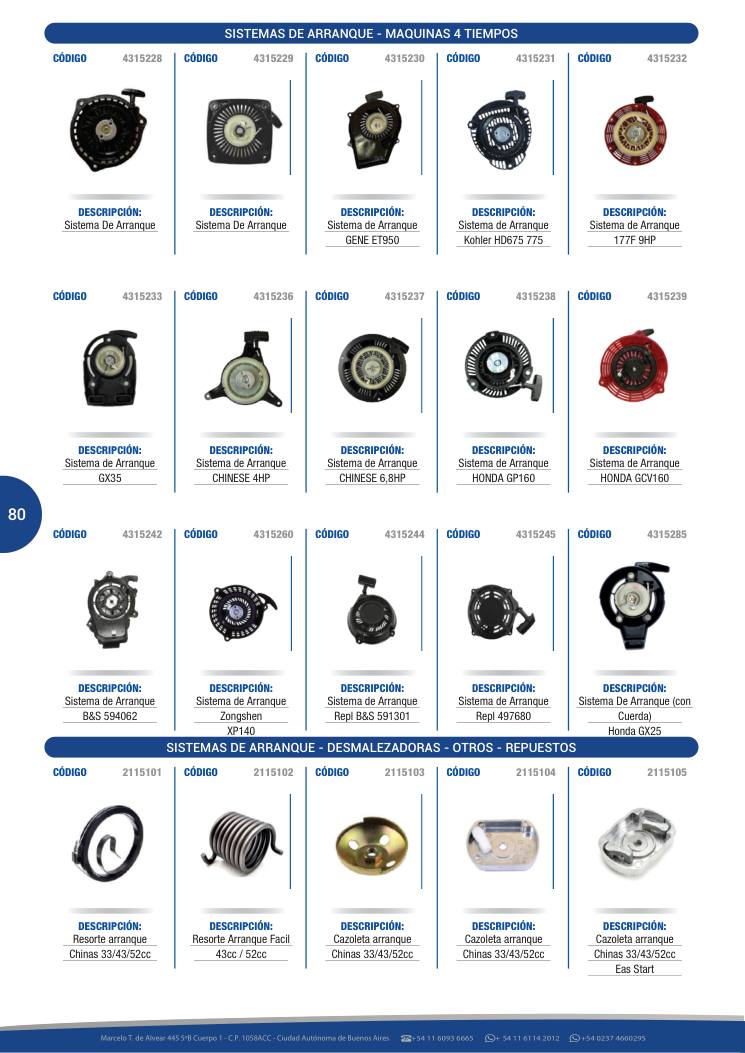 SISTEMAS DE ARRANQUE - MAQUINAS 4 TIEMPOS
CÓDIGO 4315228
DESCRIPCIÓN:
Sistema De Arranque
CÓDIGO 4315229
DESCRIPCIÓN:
Sistema De Arranque
CÓDIGO 4315230
DESCRIPCIÓN:
Sistema de Arranque
GENE ET950
CÓDIGO 4315231
DESCRIPCIÓN:
Sistema de Arranque
Kohler HD675 775
CÓDIGO 4315232
DESCRIPCIÓN:
Sistema de Arranque
177F 9HP
CÓDIGO 4315233
DESCRIPCIÓN:
Sistema de Arranque
GX35
CÓDIGO 4315236
DESCRIPCIÓN:
Sistema de Arranque
CHINESE 4HP
CÓDIGO 4315237
DESCRIPCIÓN:
Sistema de Arranque
CHINESE 6,8HP
CÓDIGO 4315238
DESCRIPCIÓN:
Sistema de Arranque
HONDA GP160
CÓDIGO 4315239
DESCRIPCIÓN:
Sistema de Arranque
HONDA GCV160
80
CÓDIGO 4315242
DESCRIPCIÓN:
Sistema de Arranque
B&S 594062
CÓDIGO 4315260
DESCRIPCIÓN:
Sistema de Arranque
Zongshen
XP140
CÓDIGO 4315244
DESCRIPCIÓN:
Sistema de Arranque
Repl B&S 591301
CÓDIGO 4315245
DESCRIPCIÓN:
Sistema de Arranque
Repl 497680
CÓDIGO 4315285
DESCRIPCIÓN:
Sistema De Arranque (con
Cuerda)
Honda GX25
SISTEMAS DE ARRANQUE - DESMALEZADORAS - OTROS - REPUESTOS
CÓDIGO 2115101
DESCRIPCIÓN:
Resorte arranque
Chinas 33/43/52cc
CÓDIGO 2115102
DESCRIPCIÓN:
Resorte Arranque Facil
43cc / 52cc
CÓDIGO 2115103
DESCRIPCIÓN:
Cazoleta arranque
Chinas 33/43/52cc
CÓDIGO 2115104
DESCRIPCIÓN:
Cazoleta arranque
Chinas 33/43/52cc
CÓDIGO 2115105
DESCRIPCIÓN:
Cazoleta arranque
Chinas 33/43/52cc
Eas Start
Marcelo T. de Alvear 445 5ºB Cuerpo 1 - C.P. 1058ACC - Ciudad Autónoma de Buenos Aires. +54 11 6093 6665 + 54 11 6114 2012 +54 0237 4660295